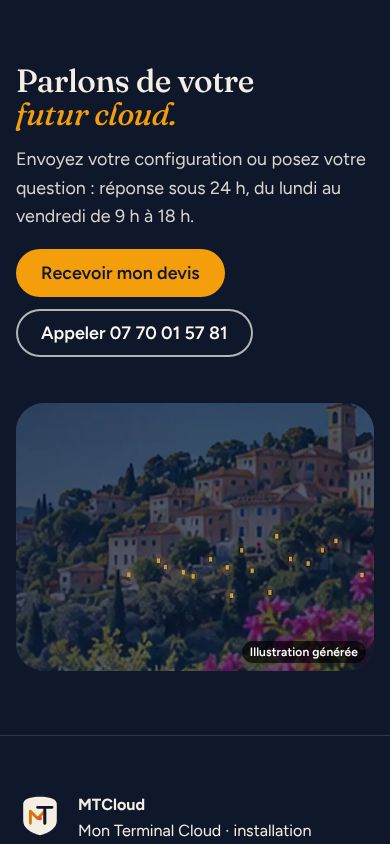 Parlons de votre
futur cloud.
Envoyez votre configuration ou posez votre
question : réponse sous 24 h, du lundi au
vendredi de 9 h à 18 h.
Recevoir mon devis
Appeler 07 70 01 57 81
Illustration générée
MT
MTCloud
Mon Terminal Cloud · installation